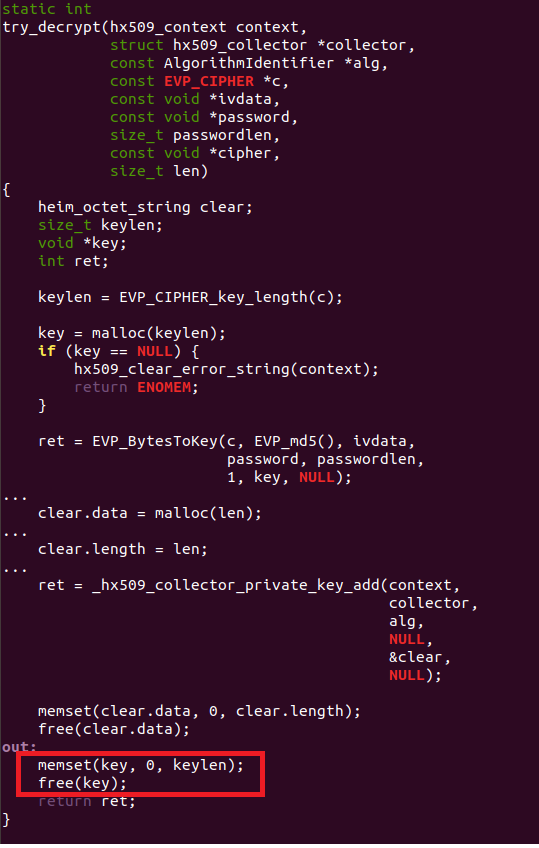 static int
try_decrypt(hx509_context context,
            struct hx509_collector *collector,
            const AlgorithmIdentifier *alg,
            const EVP_CIPHER *c,
            const void *ivdata,
            const void *password,
            size_t passwordlen,
            const void *cipher,
            size_t len)
{
    heim_octet_string clear;
    size_t keylen;
    void *key;
    int ret;

    keylen = EVP_CIPHER_key_length(c);

    key = malloc(keylen);
    if (key == NULL) {
        hx509_clear_error_string(context);
        return ENOMEM;
    }

    ret = EVP_BytesToKey(c, EVP_md5(), ivdata,
                         password, passwordlen,
                         1, key, NULL);
...
    clear.data = malloc(len);
...
    clear.length = len;
...
    ret = _hx509_collector_private_key_add(context,
                                           collector,
                                           alg,
                                           NULL,
                                           &clear,
                                           NULL);

    memset(clear.data, 0, clear.length);
    free(clear.data);
out:
    memset(key, 0, keylen);
    free(key);
    return ret;
}